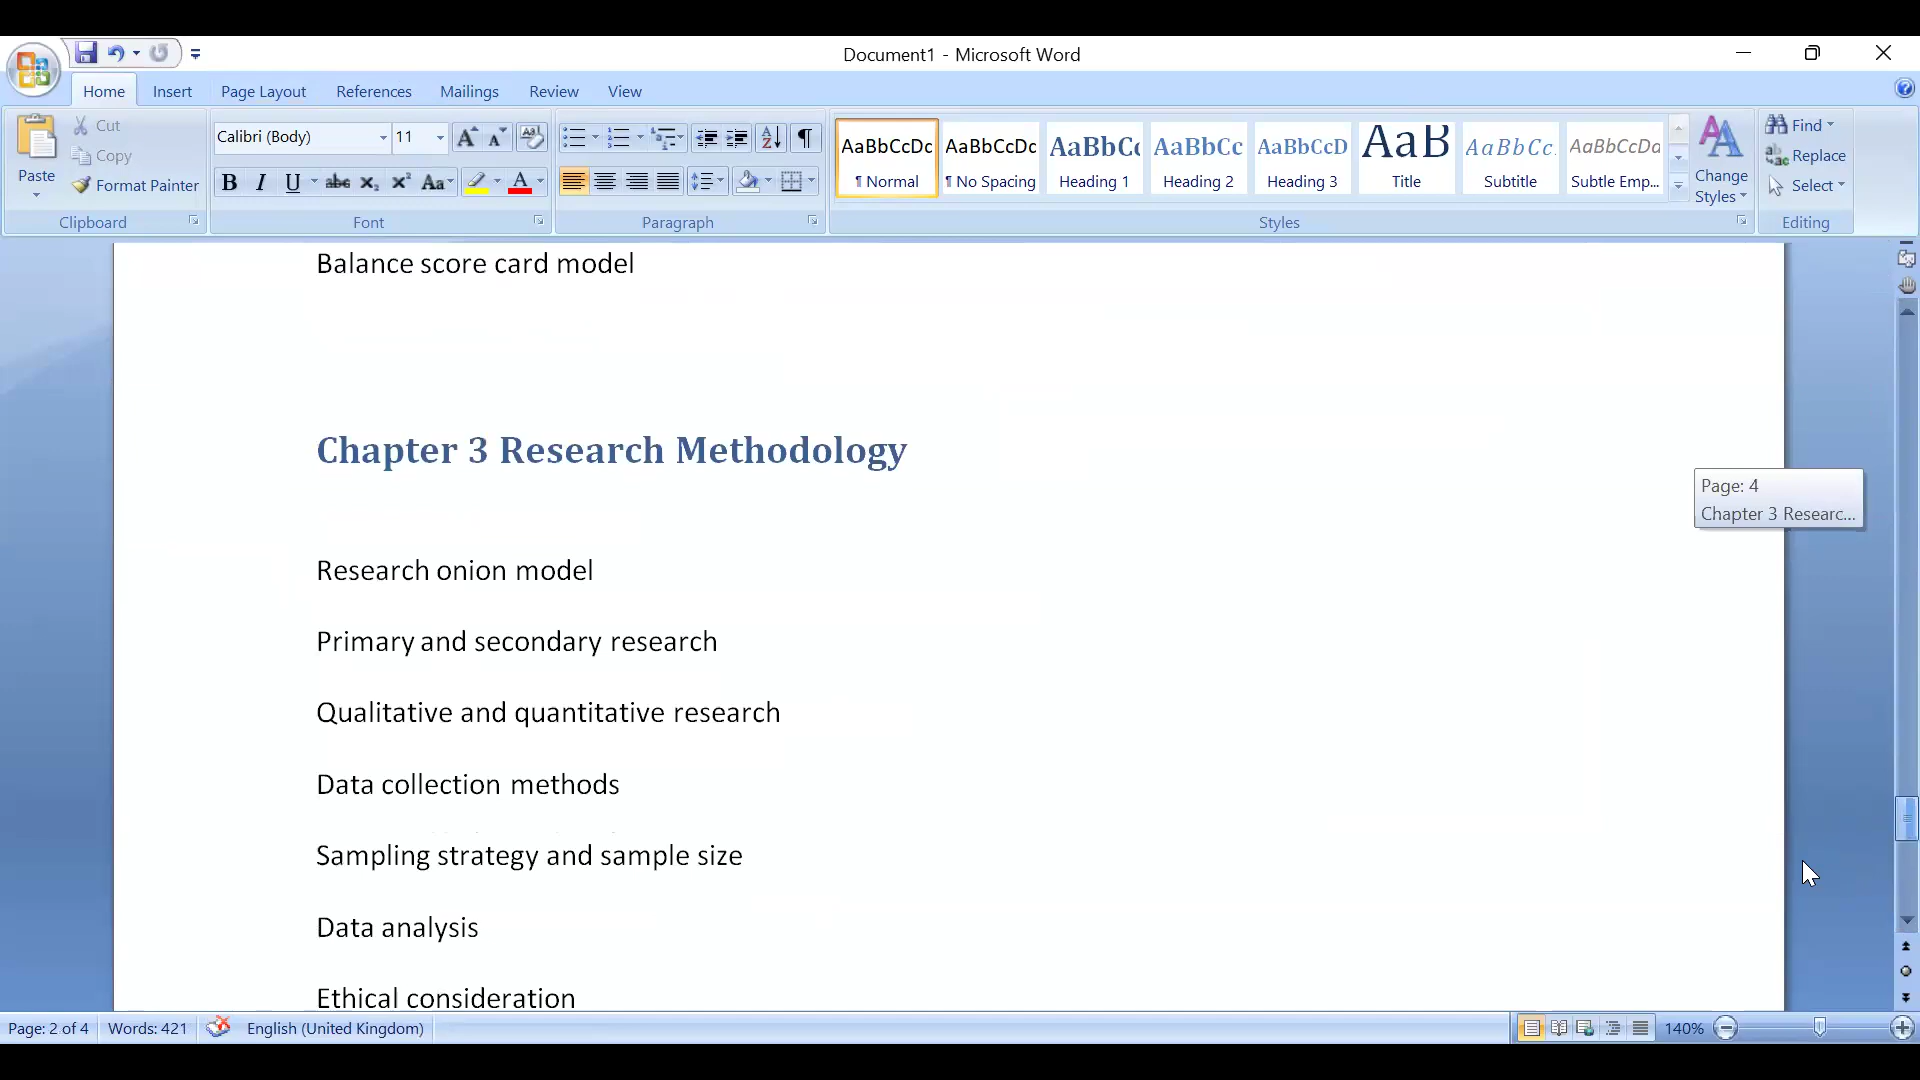 Document1 - Microsoft Word
Home Insert Page Layout References Mailings Review View
Paste
Cut
Copy
Format Painter
Clipboard
Calibri (Body) 11
B I U abc x₂ x² Aa
Font
Paragraph
AaBbCcDc AaBbCcDc AaBbCc AaBbCc AaBbCcD AaB AaBbCc. AaBbCcDa
¶ Normal ¶ No Spacing Heading 1 Heading 2 Heading 3 Title Subtitle Subtle Emp...
Change
Styles
Styles
Find
Replace
Select
Editing
Balance score card model
Chapter 3 Research Methodology
Page: 4
Chapter 3 Researc...
Research onion model
Primary and secondary research
Qualitative and quantitative research
Data collection methods
Sampling strategy and sample size
Data analysis
Ethical consideration
Page: 2 of 4 Words: 421 English (United Kingdom) 140%